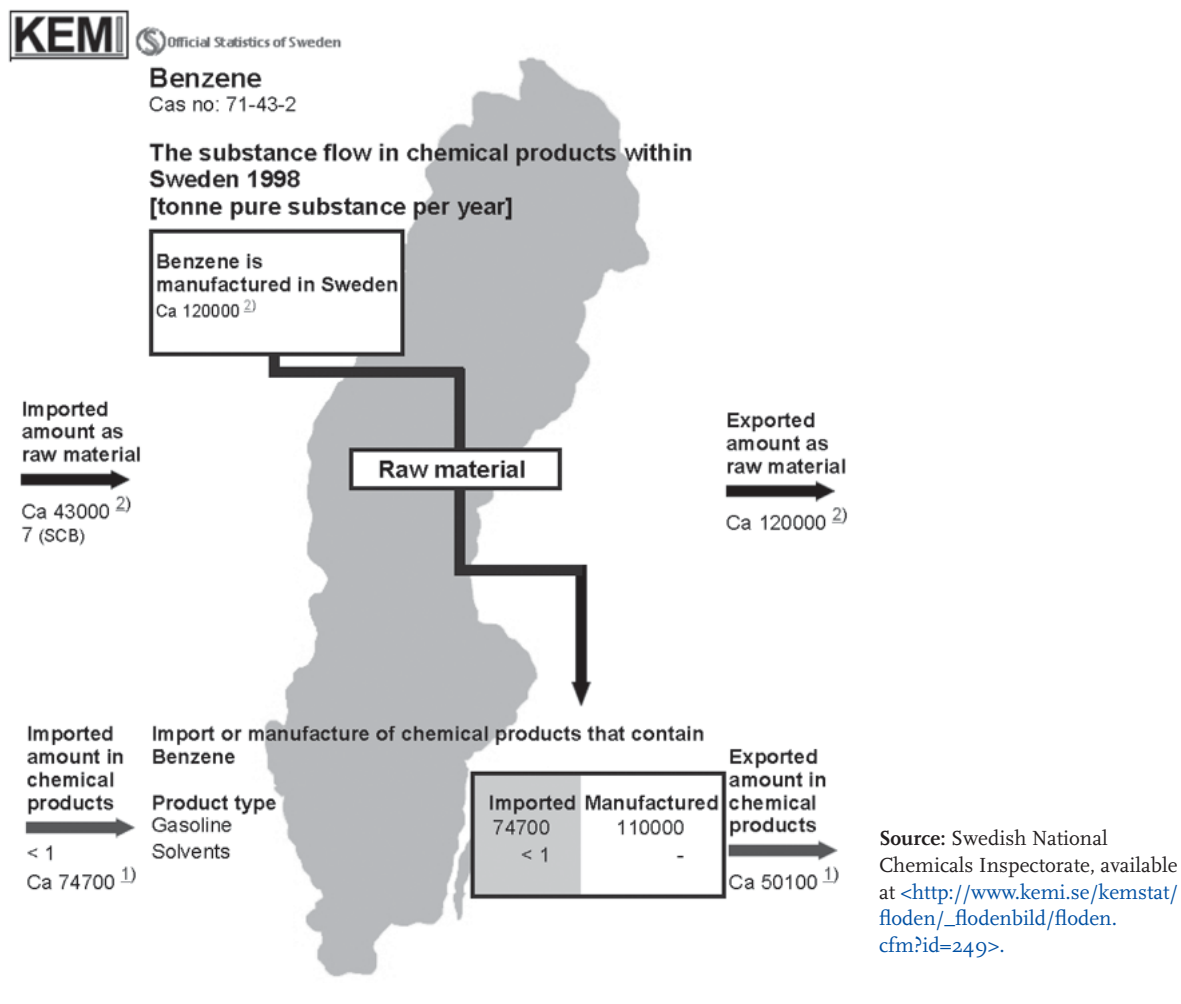 KEMI
Official Statistics of Sweden
Benzene
Cas no: 71-43-2
The substance flow in chemical products within
Sweden 1998
[tonne pure substance per year]
Benzene is
manufactured in Sweden
Ca 120000 2)
Imported
amount as
raw material
Ca 43000 2)
7 (SCB)
Raw material
Exported
amount as
raw material
Ca 120000 2)
Imported
amount in
chemical
products
< 1
Ca 74700 1)
Import or manufacture of chemical products that contain
Benzene
Product type
Gasoline
Solvents
Imported Manufactured
74700 110000
< 1 -
Exported
amount in
chemical
products
Ca 50100 1)
Source: Swedish National
Chemicals Inspectorate, available
at <http://www.kemi.se/kemstat/
floden/_flodenbild/floden.
cfm?id=249>.